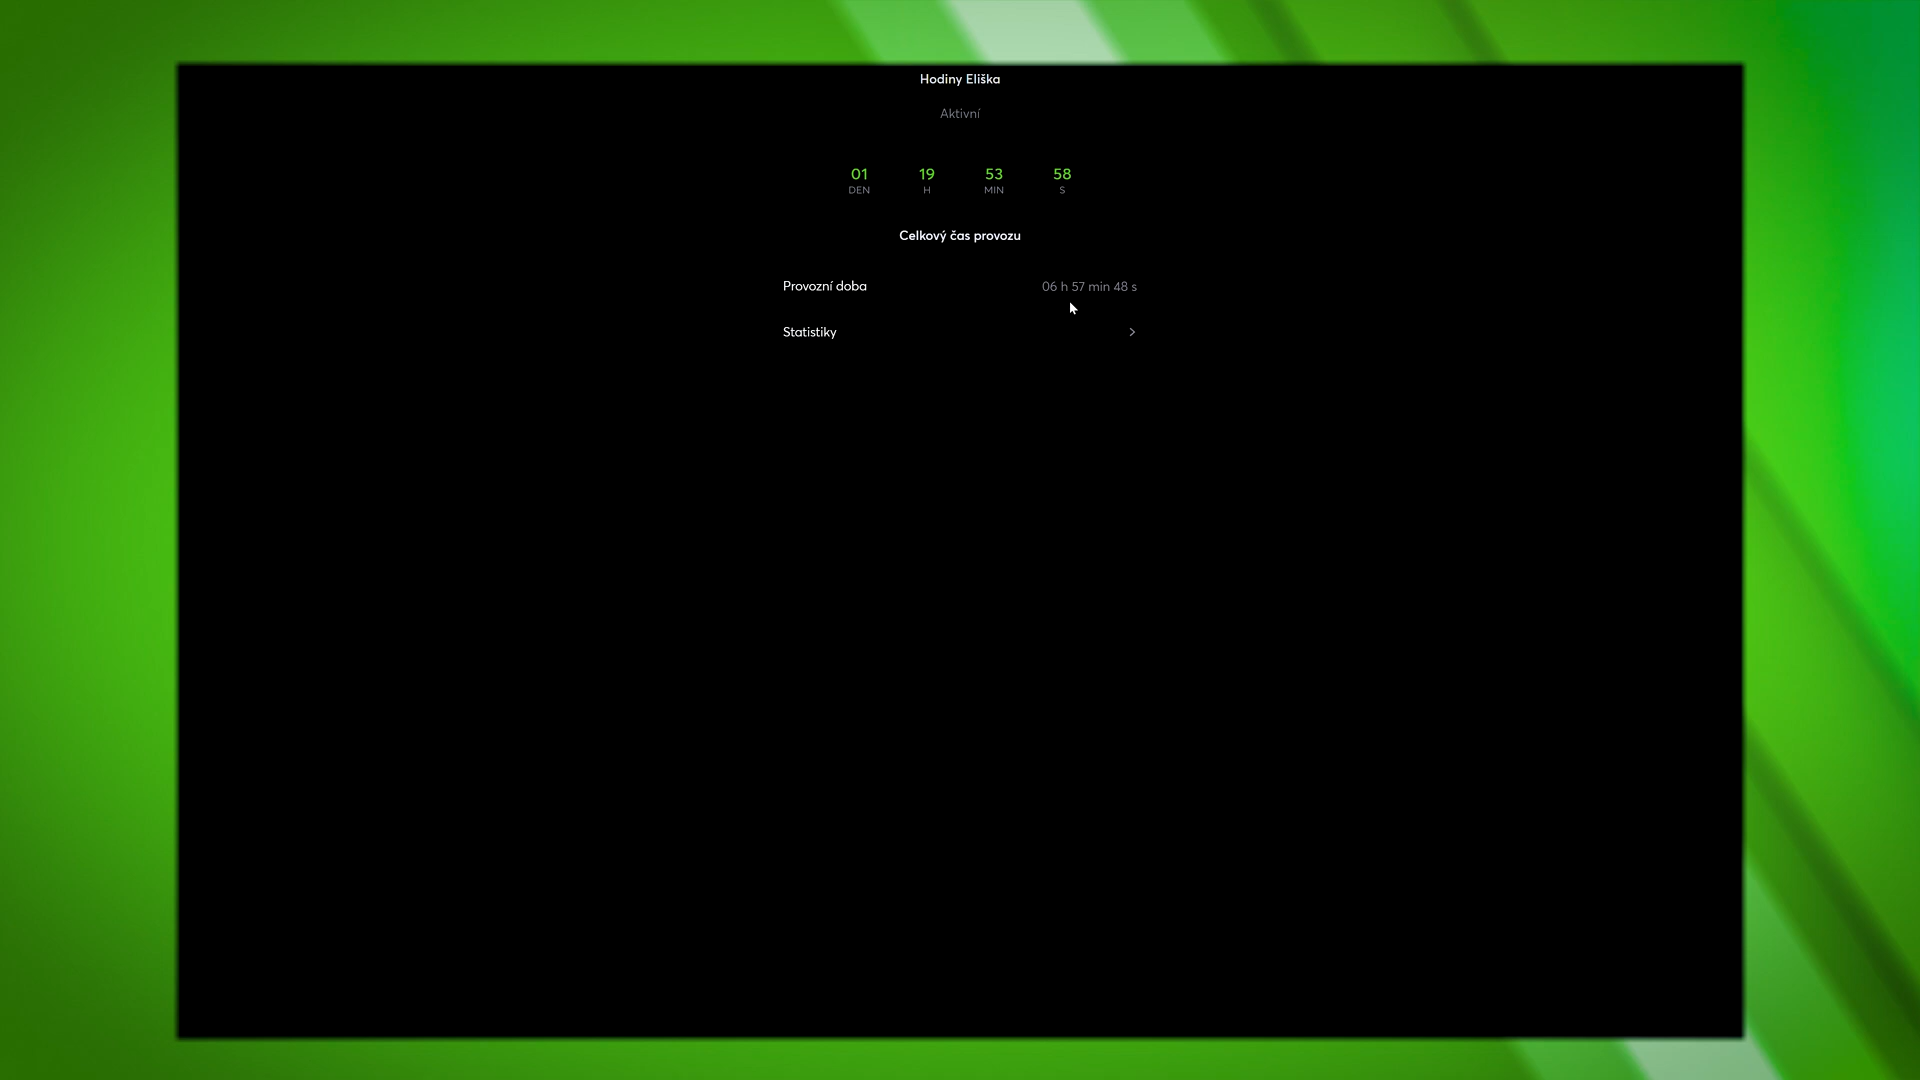 Hodiny Eliška
Aktivní
01 19 53 58
DEN H MIN S
Celkový čas provozu
Provozní doba 06 h 57 min 48 s
Statistiky